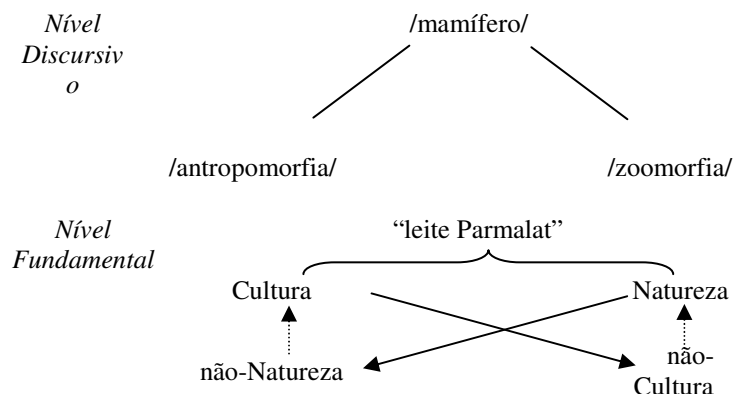 Nível
Discursiv
o
/mamífero/
/antropomorfia/ /zoomorfia/
Nível
Fundamental
“leite Parmalat”
Cultura Natureza
não-Natureza
não-
Cultura